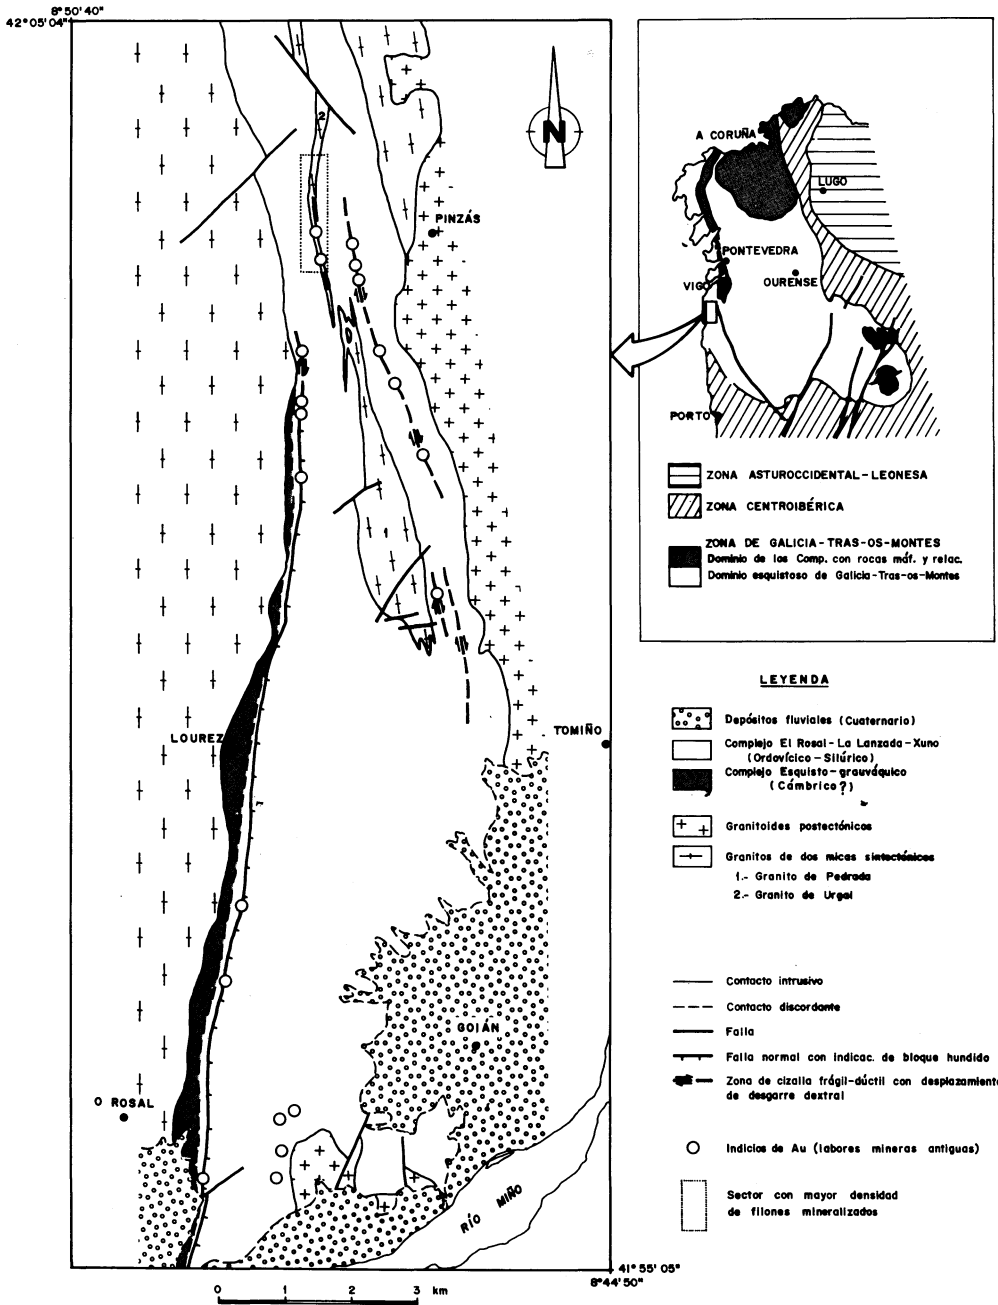 8° 50' 40"
42° 05' 04"
2
N
PINZÁS
LOUREZ
TOMIÑO
GOIÁN
O ROSAL
RÍO MIÑO
41° 55' 05"
8° 44' 50"
0 1 2 3 km
A CORUÑA
LUGO
PONTEVEDRA
OURENSE
VIGO
PORTO
ZONA ASTUROCCIDENTAL-LEONESA
ZONA CENTROIBÉRICA
ZONA DE GALICIA-TRAS-OS-MONTES
Dominio de los Comp. con rocas máf. y relac.
Dominio esquistoso de Galicia-Tras-os-Montes
LEYENDA
Depósitos fluviales (Cuaternario)
Complejo El Rosal-La Lanzada-Xuno
(Ordovícico-Silúrico)
Complejo Esquisto-grauváquico
(Cámbrico?)
Granitoides postectónicos
Granitos de dos micas sintectónicos
1.- Granito de Pedrada
2.- Granito de Urgal
Contacto intrusivo
Contacto discordante
Falla
Falla normal con indicac. de bloque hundido
Zona de cizalla frágil-dúctil con desplazamiento
de desgarre dextral
Indicios de Au (labores mineras antiguas)
Sector con mayor densidad
de filones mineralizados